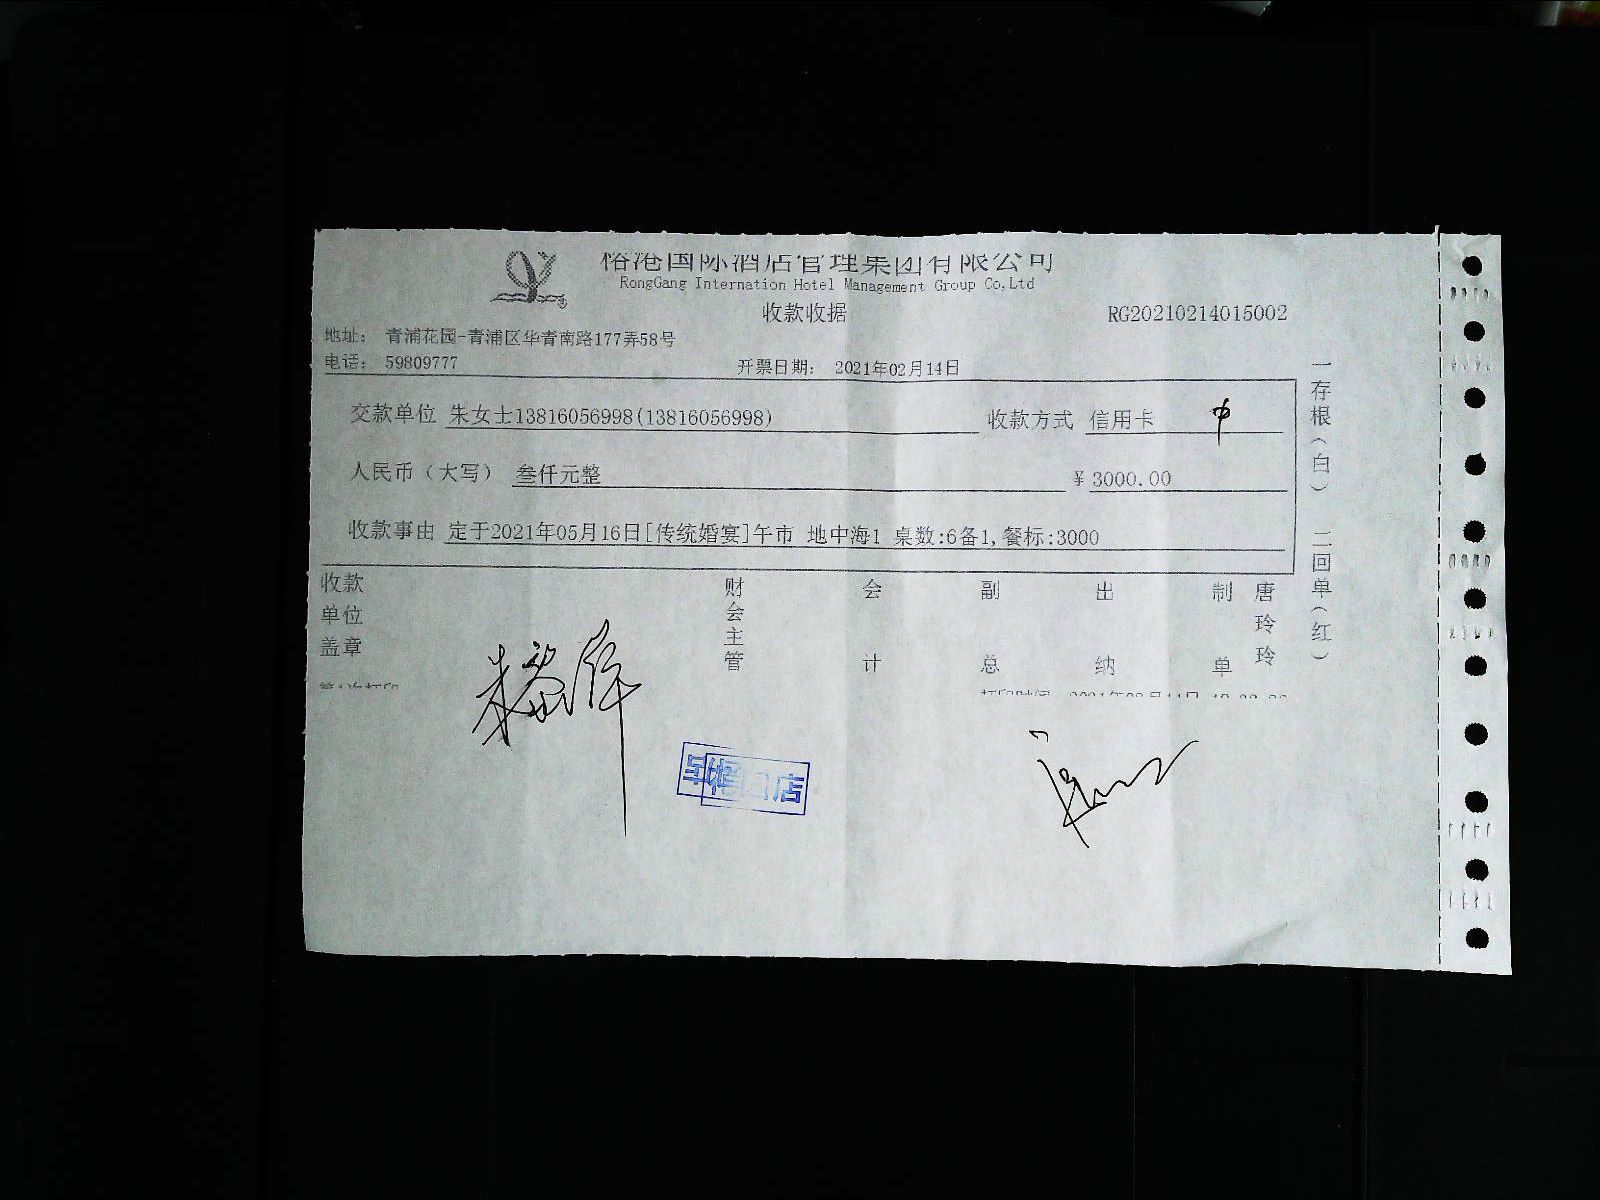 国际酒店管理集团有限公司
RongGang Internation Hotel Management Group Co,Ltd
收款收据
RG20210214015002
地址: 青浦花园-青浦区华青南路177弄58号
电话: 59809777
开票日期: 2021年02月14日
交款单位 朱女士13816056998(13816056998)
收款方式 信用卡
人民币(大写) 叁仟元整
¥3000.00
收款事由 定于2021年05月16日[传统婚宴]午市 地中海1 桌数:6备1,餐标:3000
收款单位盖章
财会主管
会计
副总
出纳
制单
唐玲玲
一存根(白)
二回单(红)
店